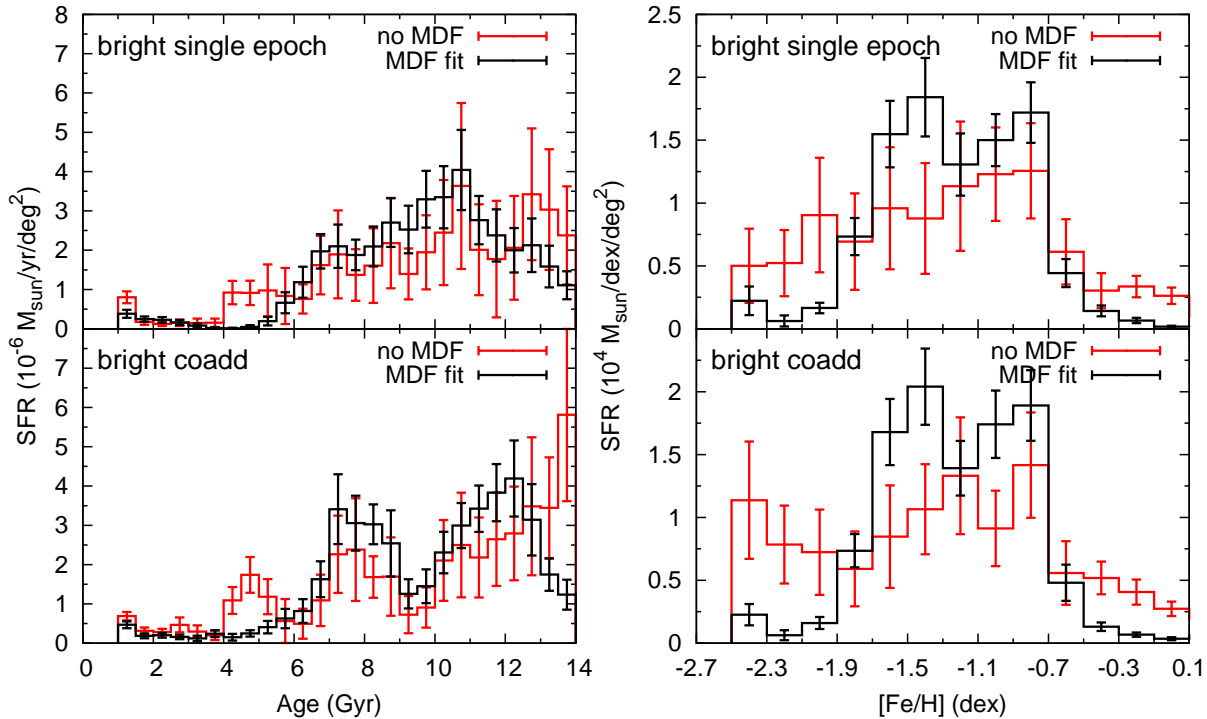 8
7
6
5
4
3
2
1
0
bright single epoch
no MDF
MDF fit
7
6
5
4
3
2
1
0
bright coadd
no MDF
MDF fit
0 2 4 6 8 10 12 14
Age (Gyr)
SFR (10^-6 M_sun/yr/deg^2)
2.5
2
1.5
1
0.5
0
bright single epoch
no MDF
MDF fit
2
1.5
1
0.5
0
bright coadd
no MDF
MDF fit
-2.7 -2.3 -1.9 -1.5 -1.1 -0.7 -0.3 0.1
[Fe/H] (dex)
SFR (10^4 M_sun/dex/deg^2)